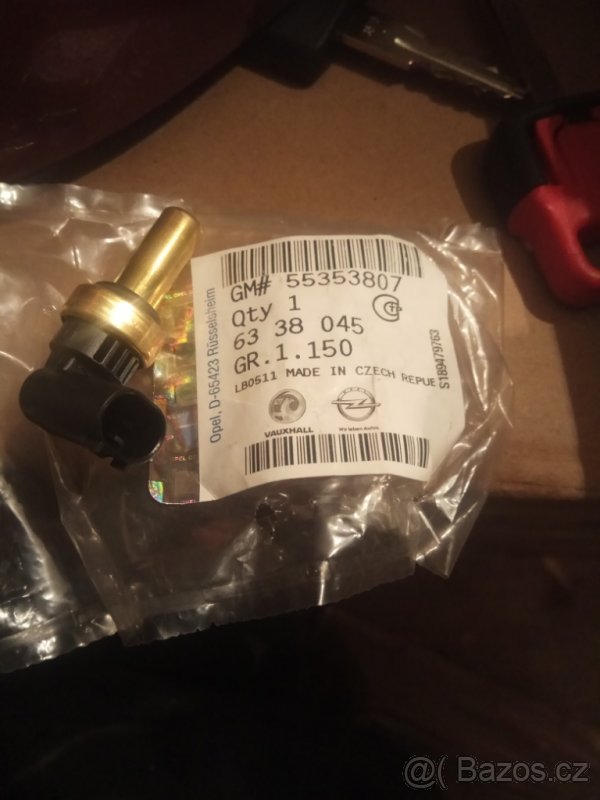 GM# 55353807
Qty 1
63 38 045
GR.1.150
LB0511 MADE IN CZECH REPUE
S189479763
Opel, D-65423 Rüsselsheim
VAUXHALL
Wir leben Autos.
@( Bazos.cz